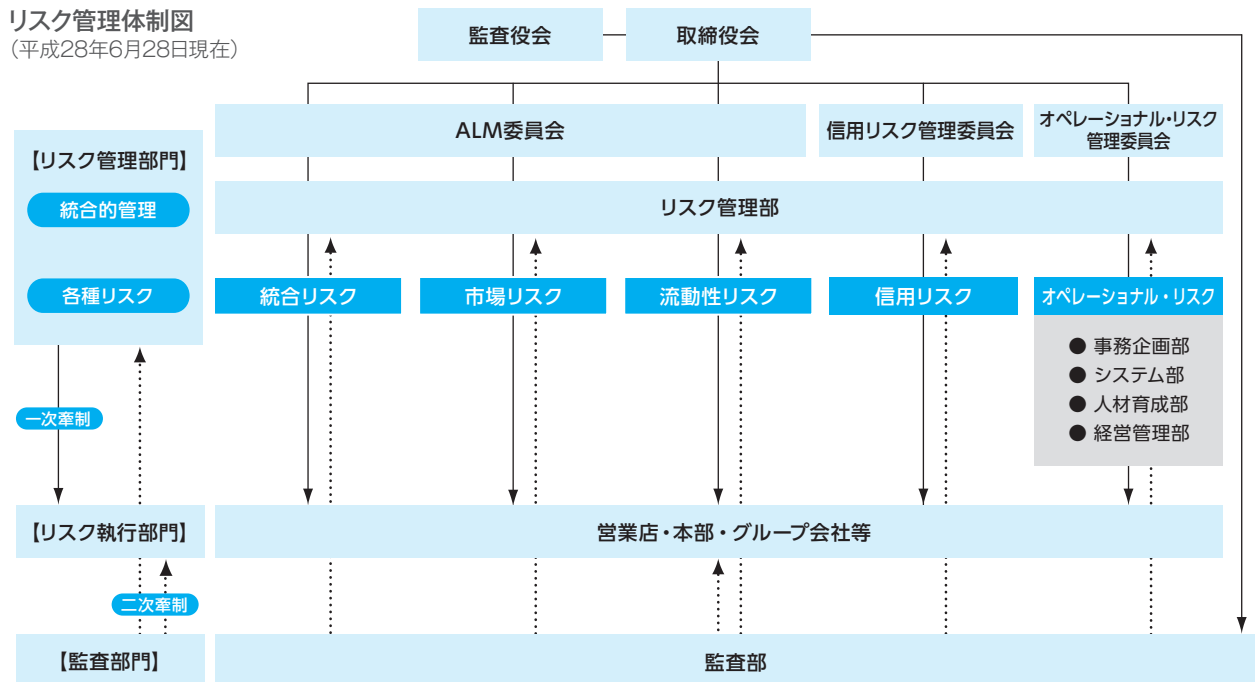 リスク管理体制図
（平成28年6月28日現在）
監査役会
取締役会
ALM委員会
信用リスク管理委員会
オペレーショナル・リスク
管理委員会
【リスク管理部門】
統合的管理
各種リスク
リスク管理部
統合リスク
市場リスク
流動性リスク
信用リスク
オペレーショナル・リスク
● 事務企画部
● システム部
● 人材育成部
● 経営管理部
一次牽制
【リスク執行部門】
営業店・本部・グループ会社等
二次牽制
【監査部門】
監査部